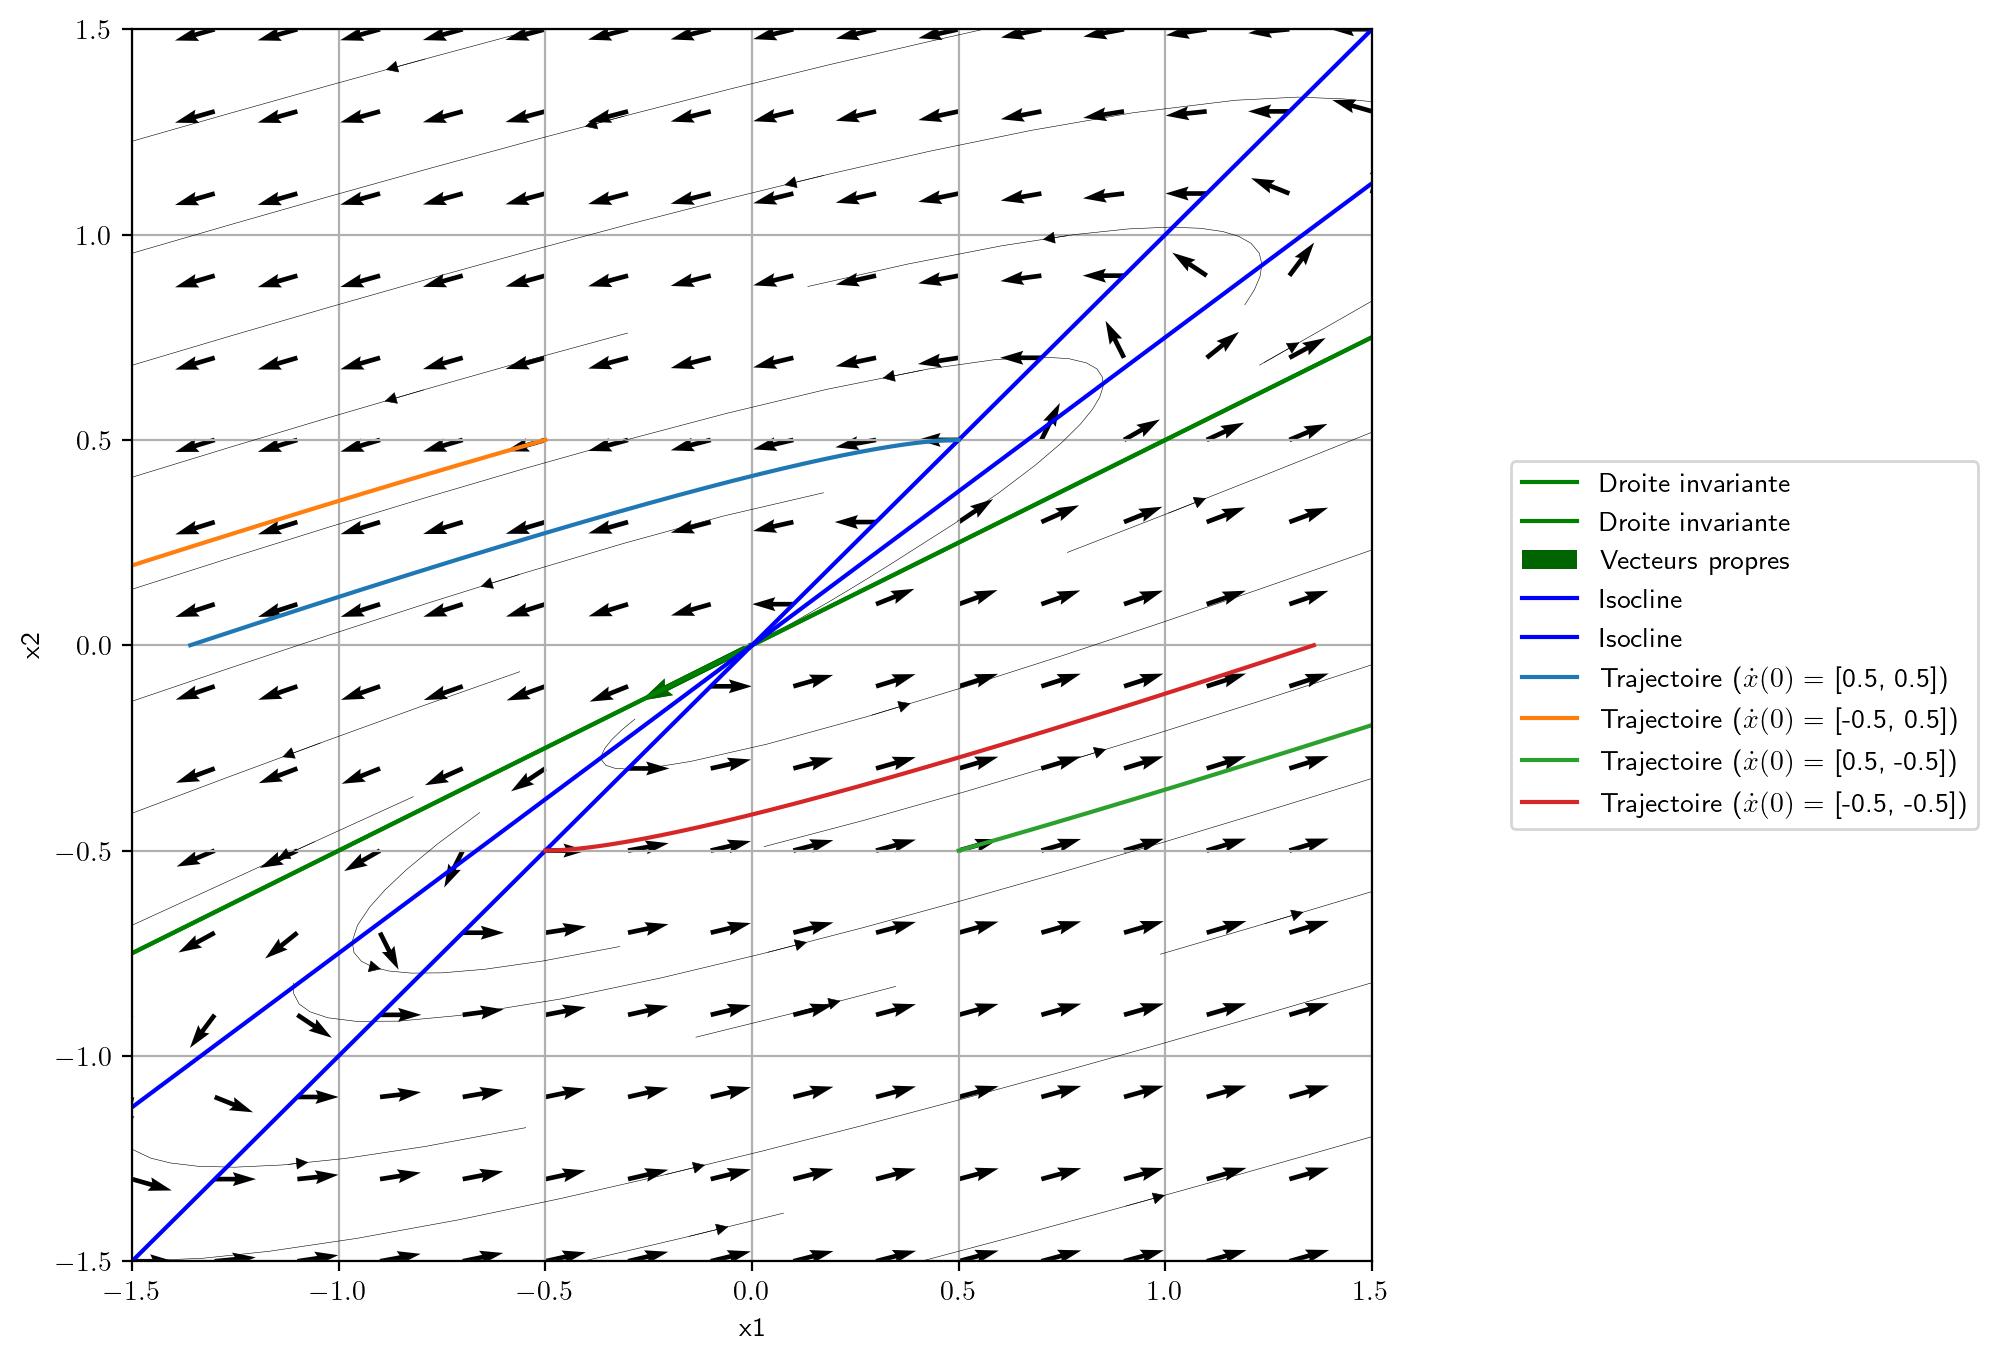 1.5
1.0
0.5
0.0
−0.5
−1.0
−1.5
x2
−1.5 −1.0 −0.5 0.0 0.5 1.0 1.5
x1
Droite invariante
Droite invariante
Vecteurs propres
Isocline
Isocline
Trajectoire (ẋ(0) = [0.5, 0.5])
Trajectoire (ẋ(0) = [-0.5, 0.5])
Trajectoire (ẋ(0) = [0.5, -0.5])
Trajectoire (ẋ(0) = [-0.5, -0.5])